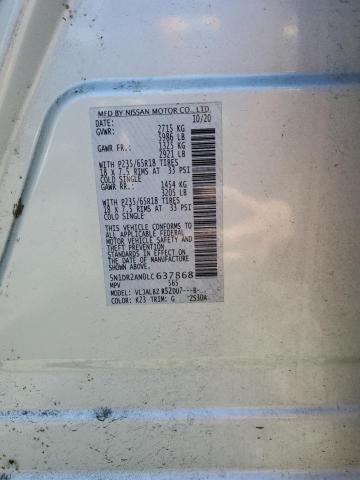 MFD BY NISSAN MOTOR CO., LTD.
DATE: 10/20
GVWR: 2715 KG
5986 LB
GAWR FR.: 1325 KG
2921 LB
WITH P235/65R18 TIRES
18 X 7.5 RIMS AT 33 PSI
COLD SINGLE
GAWR RR.: 1454 KG
3205 LB
WITH P235/65R18 TIRES
18 X 7.5 RIMS AT 33 PSI
COLD SINGLE
THIS VEHICLE CONFORMS TO
ALL APPLICABLE FEDERAL
MOTOR VEHICLE SAFETY AND
THEFT PREVENTION
STANDARDS IN EFFECT ON
THE DATE OF MANUFACTURE
SHOWN ABOVE.
5N1DR2AN0LC637868
MPV 565
MODEL: R52
COLOR: K23 TRIM: G